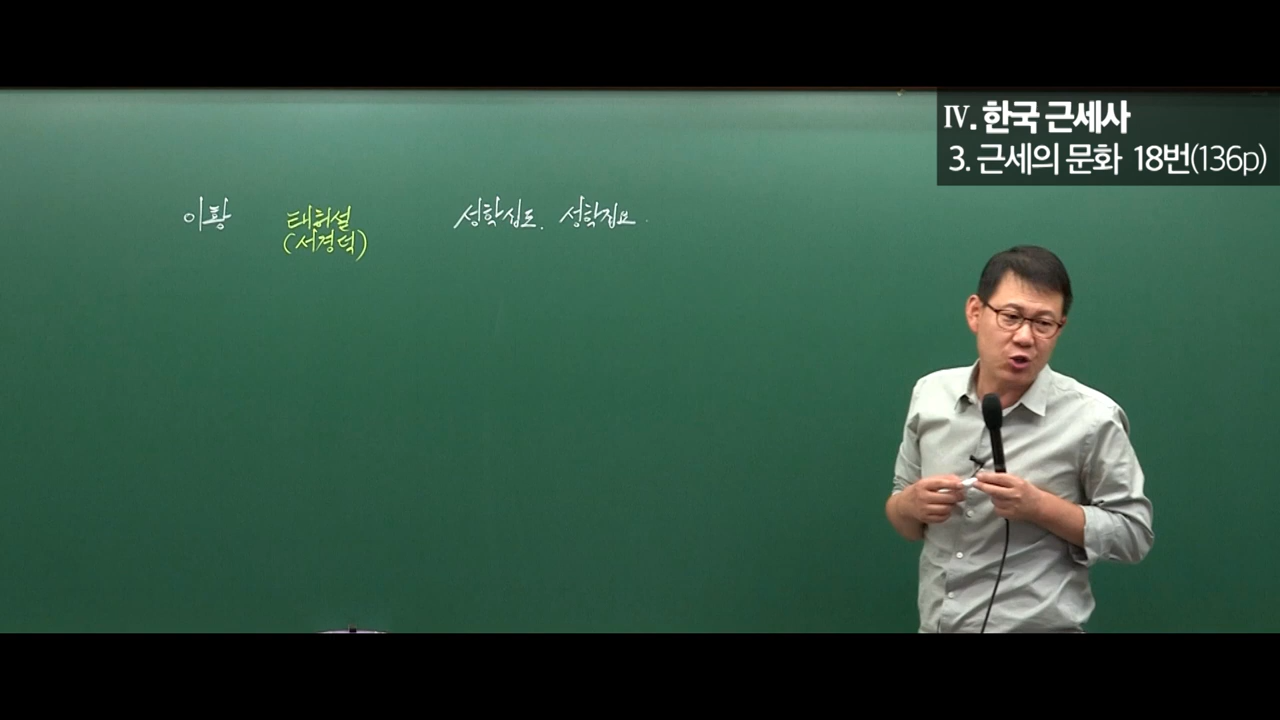 Ⅳ. 한국 근세사
3. 근세의 문화 18번(136p)
이황 태허설 성학십도. 성학집요.
(서경덕)